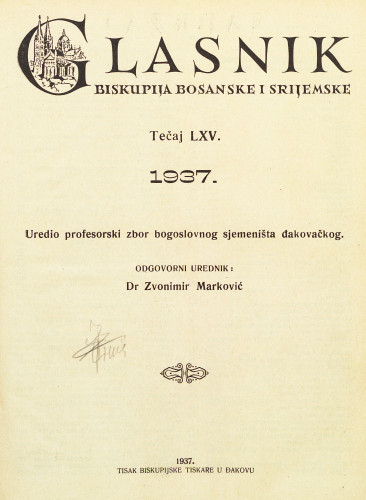 GLASNIK
BISKUPIJA BOSANSKE I SRIJEMSKE
Tečaj LXV.
1937.
Uredio profesorski zbor bogoslovnog sjemeništa đakovačkog.
ODGOVORNI UREDNIK:
Dr Zvonimir Marković
1937.
TISAK BISKUPIJSKE TISKARE U ĐAKOVU